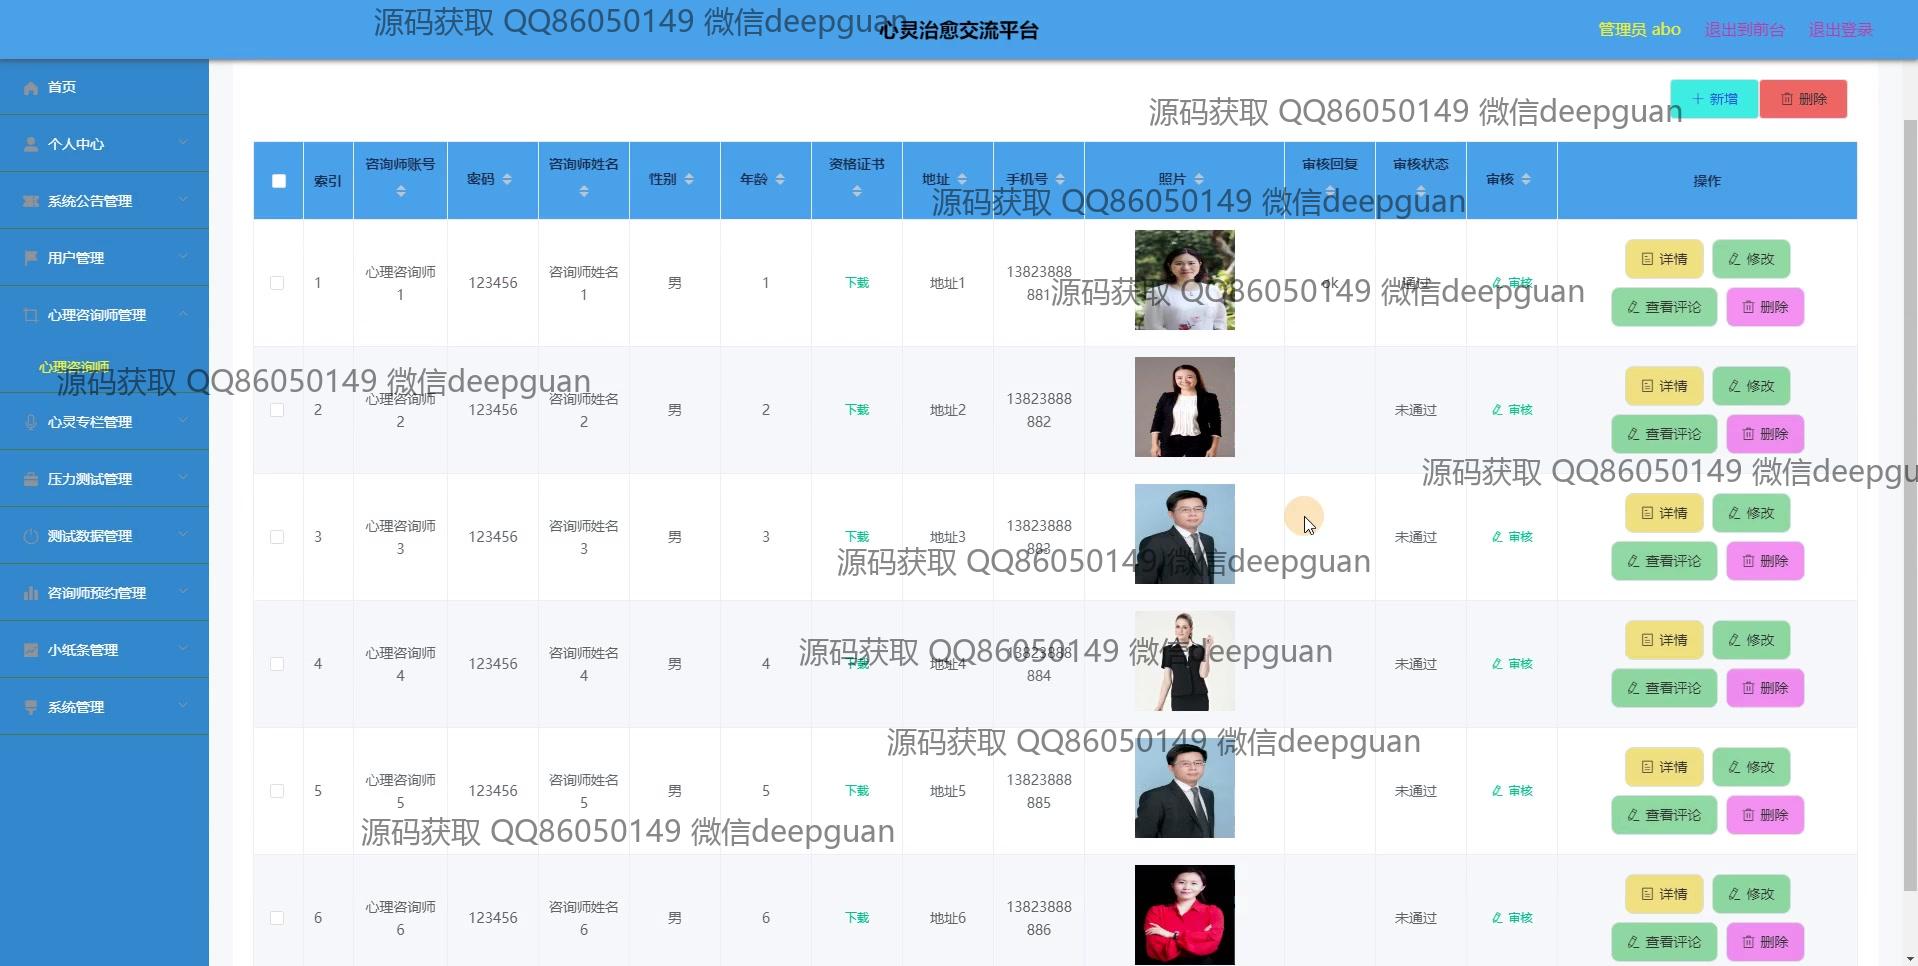 源码获取 QQ86050149 微信deepguan
心灵治愈交流平台
管理员 abo 退出到前台 退出登录
首页
个人中心
系统公告管理
用户管理
心理咨询师管理
心理咨询师
心灵专栏管理
压力测试管理
测试数据管理
咨询师预约管理
小纸条管理
系统管理
新增 删除
源码获取 QQ86050149 微信deepguan
索引 咨询师账号 密码 咨询师姓名 性别 年龄 资格证书 地址 手机号 照片 审核回复 审核状态 审核 操作
源码获取 QQ86050149 微信deepguan
1 心理咨询师1 123456 咨询师姓名1 男 1 下载 地址1 13823888881 ok 通过 审核 详情 修改 查看评论 删除
源码获取 QQ86050149 微信deepguan
源码获取 QQ86050149 微信deepguan
2 心理咨询师2 123456 咨询师姓名2 男 2 下载 地址2 13823888882 未通过 审核 详情 修改 查看评论 删除
源码获取 QQ86050149 微信deepgu
3 心理咨询师3 123456 咨询师姓名3 男 3 下载 地址3 13823888883 未通过 审核 详情 修改 查看评论 删除
源码获取 QQ86050149 微信deepguan
4 心理咨询师4 123456 咨询师姓名4 男 4 下载 地址4 13823888884 未通过 审核 详情 修改 查看评论 删除
源码获取 QQ86050149 微信deepguan
源码获取 QQ86050149 微信deepguan
5 心理咨询师5 123456 咨询师姓名5 男 5 下载 地址5 13823888885 未通过 审核 详情 修改 查看评论 删除
源码获取 QQ86050149 微信deepguan
6 心理咨询师6 123456 咨询师姓名6 男 6 下载 地址6 13823888886 未通过 审核 详情 修改 查看评论 删除